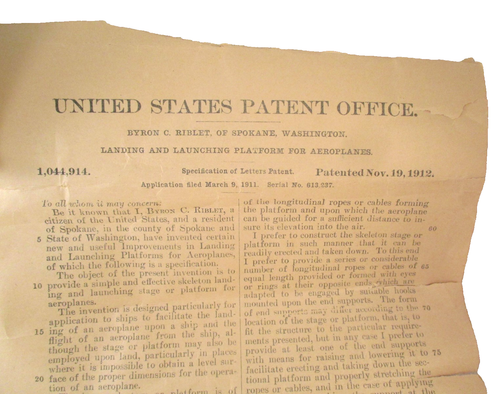 UNITED STATES PATENT OFFICE.
BYRON C. RIBLET, OF SPOKANE, WASHINGTON.
LANDING AND LAUNCHING PLATFORM FOR AEROPLANES.
1,044,914. Specification of Letters Patent. Patented Nov. 19, 1912.
Application filed March 9, 1911. Serial No. 613,237.
To all whom it may concern:
Be it known that I, BYRON C. RIBLET, a
citizen of the United States, and a resident
of Spokane, in the county of Spokane and
5 State of Washington, have invented certain
new and useful Improvements in Landing
and Launching Platforms for Aeroplanes,
of which the following is a specification.
The object of the present invention is to
10 provide a simple and effective skeleton land-
ing and launching stage or platform for
aeroplanes.
The invention is designed particularly for
application to ships to facilitate the land-
15 ing of an aeroplane upon a ship and the
flight of an aeroplane from the ship, al-
though the stage or platform may also be
employed upon land, particularly in places
where it is impossible to obtain a level sur-
20 face of the proper dimensions for the opera-
tion of an aeroplane.
platform is of
of the longitudinal ropes or cables forming
the platform and upon which the aeroplane
can be guided for a sufficient distance to in-
sure its elevation into the air. 60
I prefer to construct the skeleton stage or
platform in such manner that it can be
readily erected and taken down. To this end
I prefer to provide a series or considerable
number of longitudinal ropes or cables of 65
equal length provided or formed with eyes
or rings at their opposite ends which are
adapted to be engaged by suitable hooks
mounted upon the end supports. The form
of end supports may differ according to the 70
location of the stage or platform, that is, to
fit the structure to the particular require-
ments presented, but in any case I prefer to
provide at least one of the end supports
with means for raising and lowering it to 75
facilitate erecting and taking down the sec-
tional platform and properly stretching the
ropes or cables, and in the case of applying
support at the